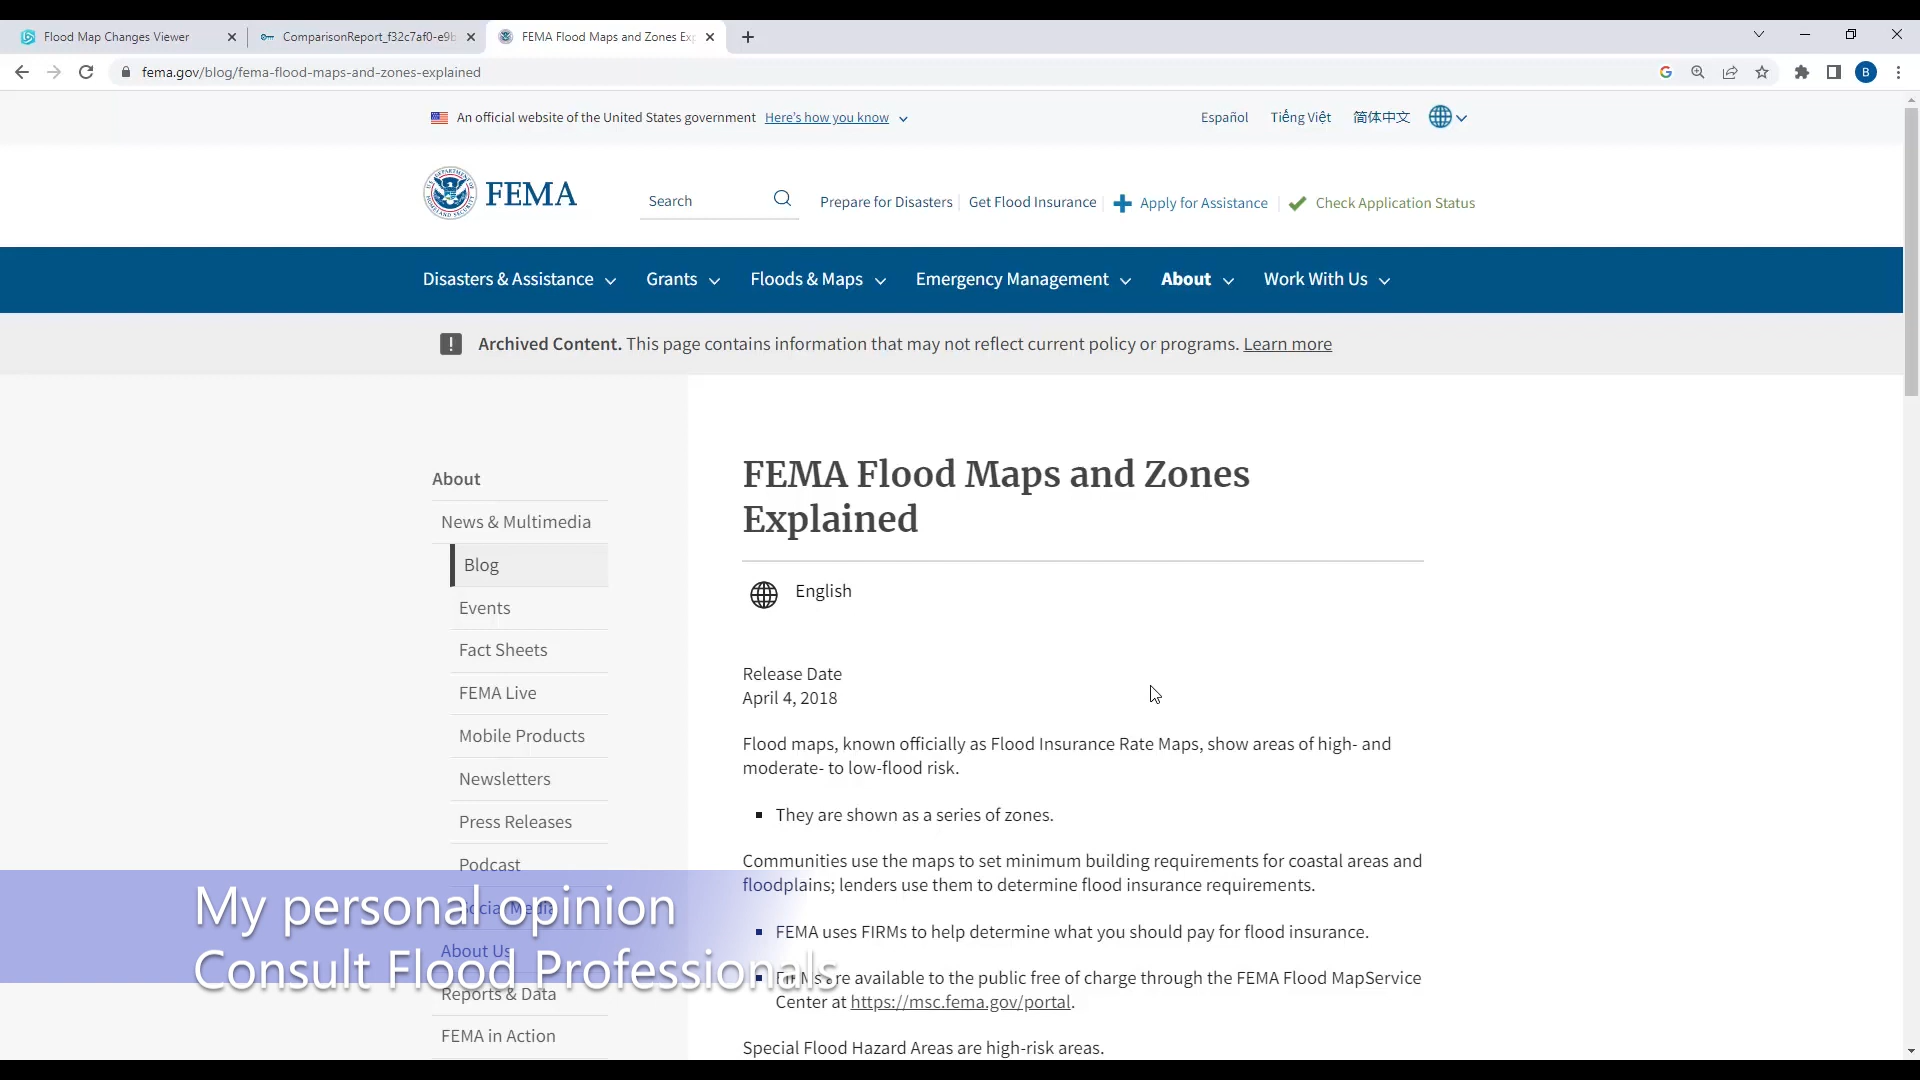 Flood Map Changes Viewer
ComparisonReport_f32c7af0-e9b
FEMA Flood Maps and Zones Exp
fema.gov/blog/fema-flood-maps-and-zones-explained
B
An official website of the United States government Here's how you know
Español Tiếng Việt 简体中文
FEMA
Search
Prepare for Disasters Get Flood Insurance Apply for Assistance Check Application Status
Disasters & Assistance Grants Floods & Maps Emergency Management About Work With Us
Archived Content. This page contains information that may not reflect current policy or programs. Learn more
About
News & Multimedia
Blog
Events
Fact Sheets
FEMA Live
Mobile Products
Newsletters
Press Releases
Podcast
Social Media
About Us
Reports & Data
FEMA in Action
FEMA Flood Maps and Zones
Explained
English
Release Date
April 4, 2018
Flood maps, known officially as Flood Insurance Rate Maps, show areas of high- and
moderate- to low-flood risk.
They are shown as a series of zones.
Communities use the maps to set minimum building requirements for coastal areas and
floodplains; lenders use them to determine flood insurance requirements.
FEMA uses FIRMs to help determine what you should pay for flood insurance.
FIRMs are available to the public free of charge through the FEMA Flood MapService
Center at https://msc.fema.gov/portal.
Special Flood Hazard Areas are high-risk areas.
My personal opinion
Consult Flood Professionals